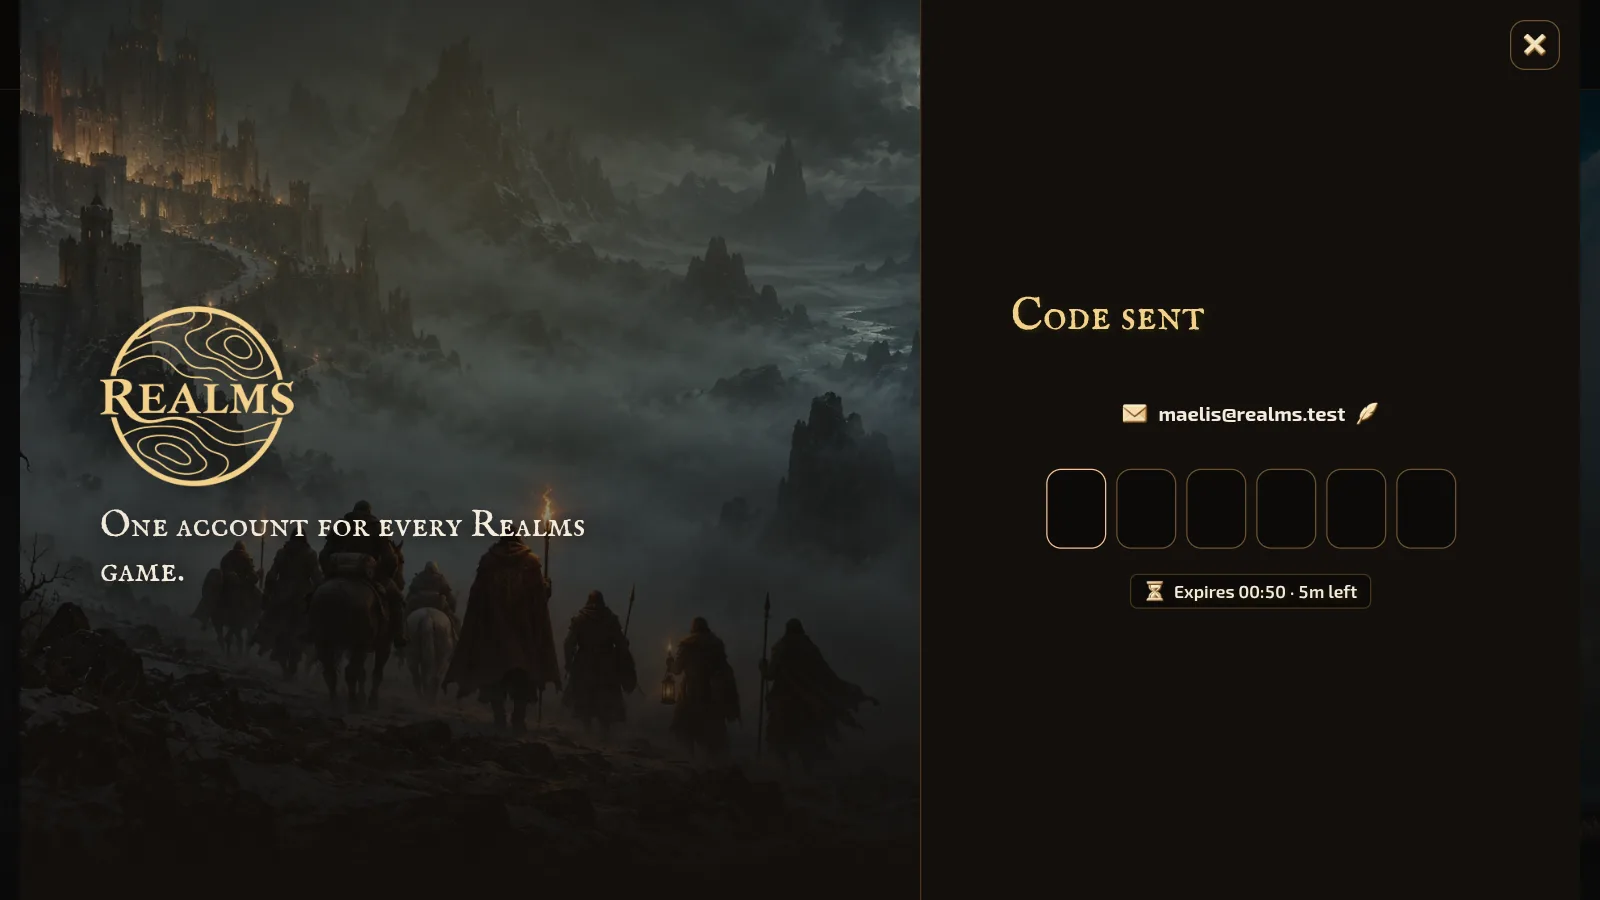 REALMS
One account for every Realms
game.
Code sent
maelis@realms.test
Expires 00:50 · 5m left